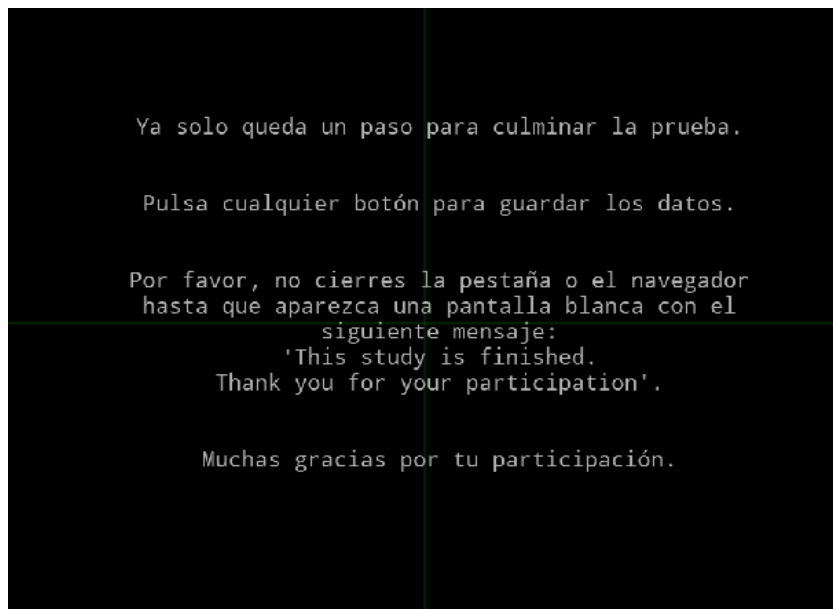 Ya solo queda un paso para culminar la prueba.
Pulsa cualquier botón para guardar los datos.
Por favor, no cierres la pestaña o el navegador
hasta que aparezca una pantalla blanca con el
siguiente mensaje:
'This study is finished.
Thank you for your participation'.
Muchas gracias por tu participación.